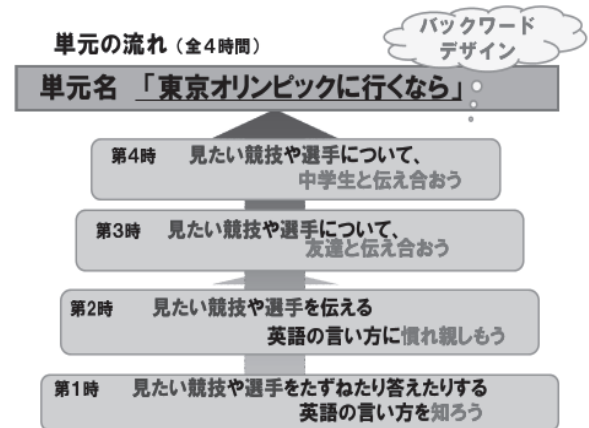 バックワード
デザイン
単元の流れ（全４時間）
単元名 「東京オリンピックに行くなら」
第4時 見たい競技や選手について、
中学生と伝え合おう
第3時 見たい競技や選手について、
友達と伝え合おう
第2時 見たい競技や選手を伝える
英語の言い方に慣れ親しもう
第1時 見たい競技や選手をたずねたり答えたりする
英語の言い方を知ろう